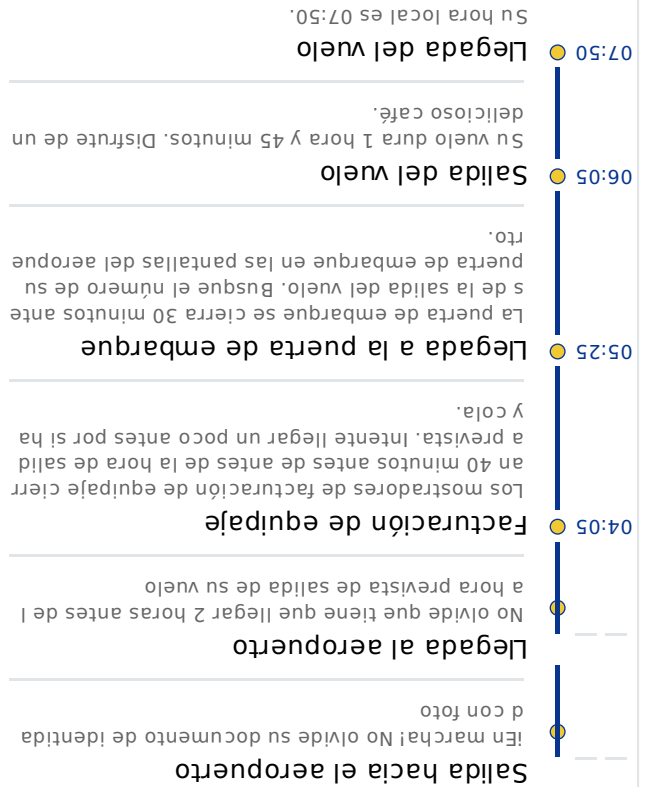 Salida hacia el aeropuerto
¡En marcha! No olvide su documento de identida
d con foto
Llegada al aeropuerto
No olvide que tiene que llegar 2 horas antes de l
a hora prevista de salida de su vuelo
04:05 Facturación de equipaje
Los mostradores de facturación de equipaje cierr
an 40 minutos antes de antes de la hora de salid
a prevista. Intente llegar un poco antes por si ha
y cola.
05:25 Llegada a la puerta de embarque
La puerta de embarque se cierra 30 minutos ante
s de la salida del vuelo. Busque el número de su
puerta de embarque en las pantallas del aeropue
rto.
06:05 Salida del vuelo
Su vuelo dura 1 hora y 45 minutos. Disfrute de un
delicioso café.
07:50 Llegada del vuelo
Su hora local es 07:50.